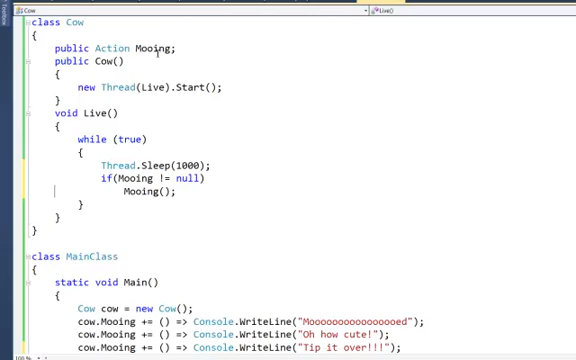 Cow
Live()
class Cow
{
public Action Mooing;
public Cow()
{
new Thread(Live).Start();
}
void Live()
{
while (true)
{
Thread.Sleep(1000);
if(Mooing != null)
Mooing();
}
}
}
class MainClass
{
static void Main()
{
Cow cow = new Cow();
cow.Mooing += () => Console.WriteLine("Mooooooooooooooooed");
cow.Mooing += () => Console.WriteLine("Oh how cute!");
cow.Mooing += () => Console.WriteLine("Tip it over!!!");
100 %